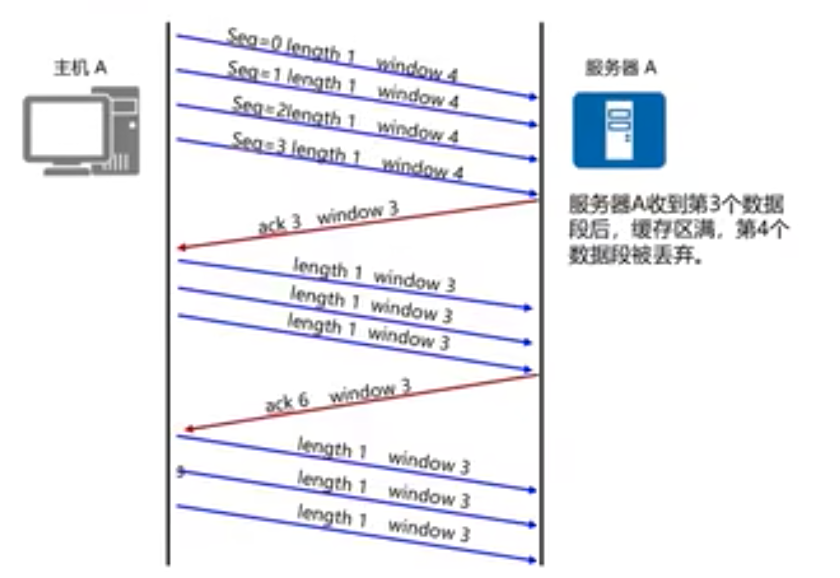 主机 A
服务器 A
Seq=0 length 1 window 4
Seq=1 length 1 window 4
Seq=2length 1 window 4
Seq=3 length 1 window 4
服务器A收到第3个数据
段后，缓存区满，第4个
数据段被丢弃。
ack 3 window 3
length 1 window 3
length 1 window 3
length 1 window 3
ack 6 window 3
length 1 window 3
length 1 window 3
length 1 window 3